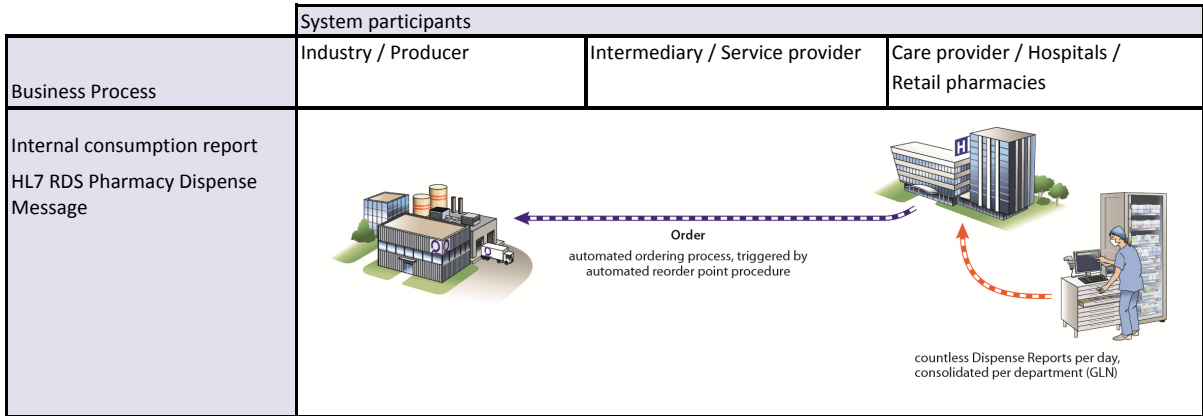 System participants
Business Process
Industry / Producer
Intermediary / Service provider
Care provider / Hospitals /
Retail pharmacies
Internal consumption report
HL7 RDS Pharmacy Dispense
Message
H
Order
automated ordering process, triggered by
automated reorder point procedure
countless Dispense Reports per day,
consolidated per department (GLN)